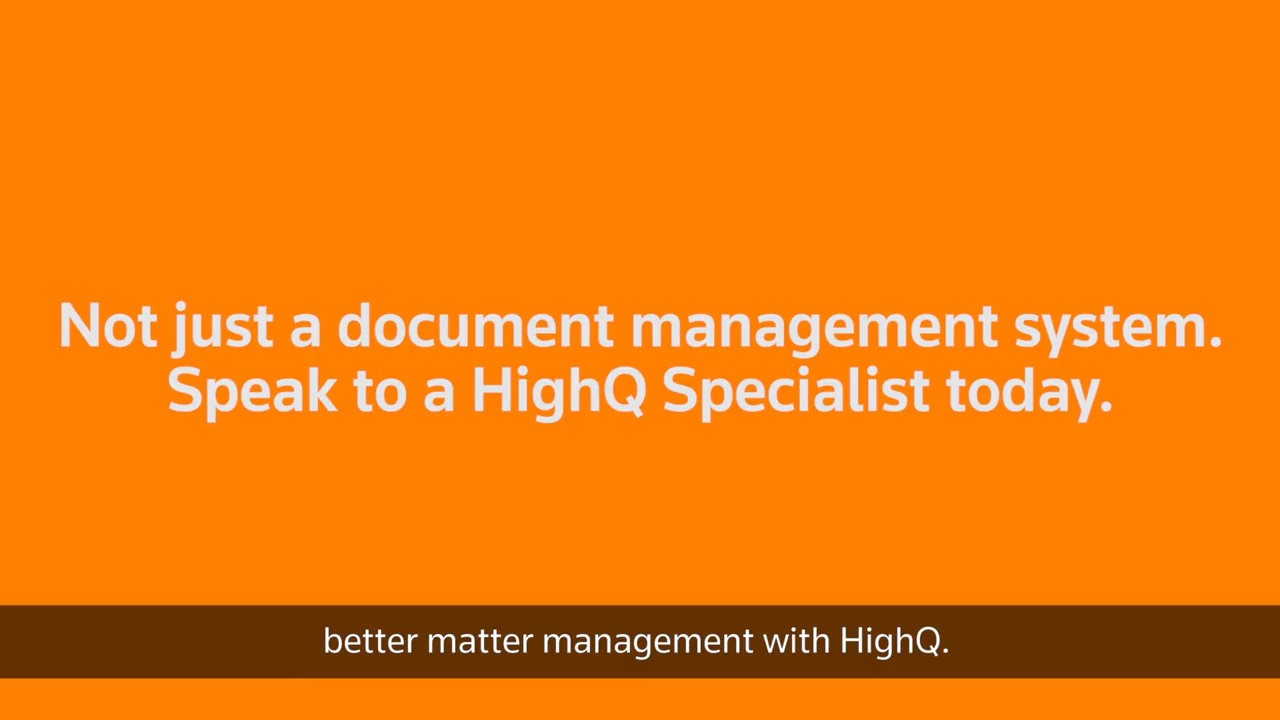 Not just a document management system.
Speak to a HighQ Specialist today.
better matter management with HighQ.